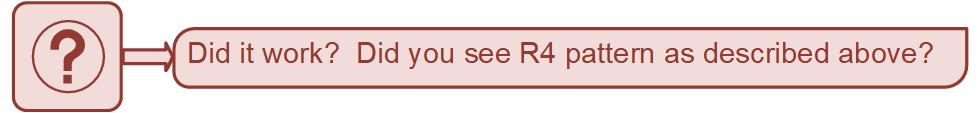 ?
Did it work?  Did you see R4 pattern as described above?